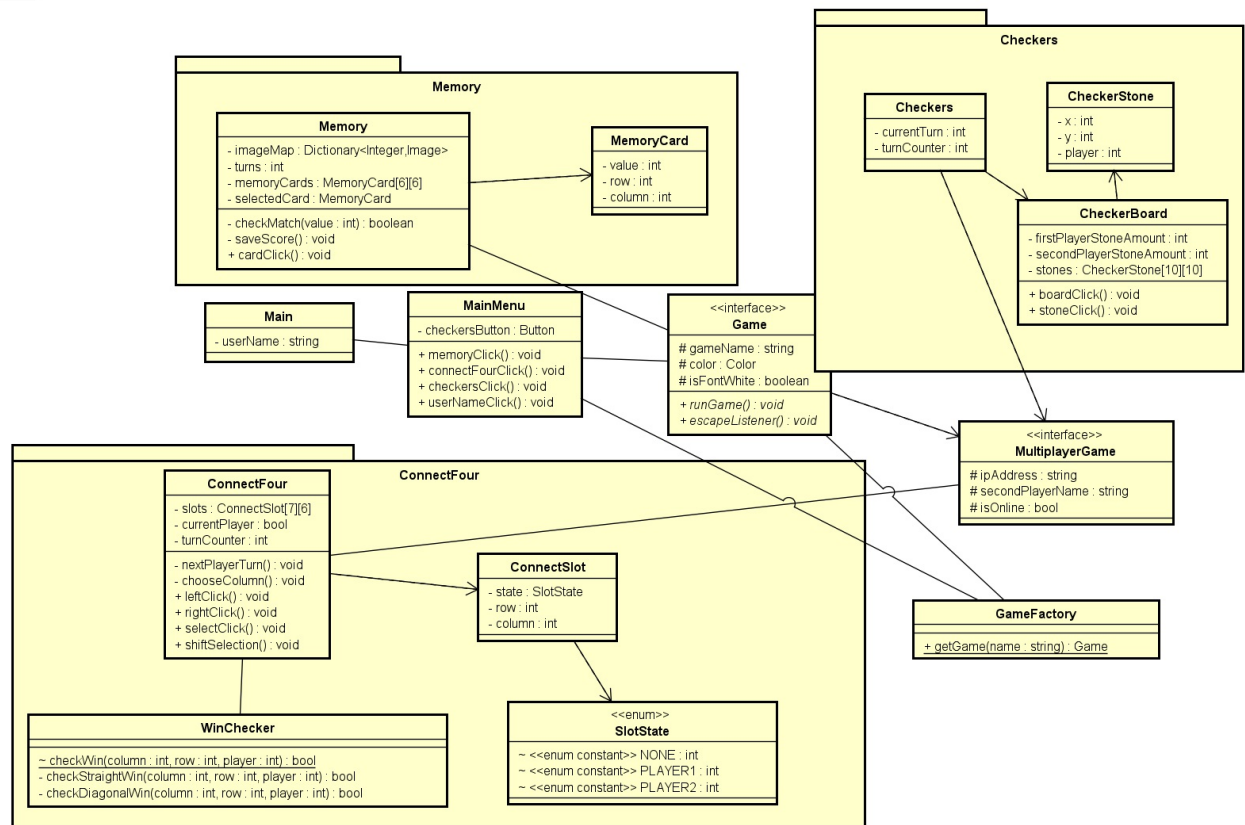 Memory
Memory
- imageMap : Dictionary<Integer,Image>
- turns : int
- memoryCards : MemoryCard[6][6]
- selectedCard : MemoryCard
- checkMatch(value : int) : boolean
- saveScore() : void
+ cardClick() : void
MemoryCard
- value : int
- row : int
- column : int
Checkers
Checkers
- currentTurn : int
- turnCounter : int
CheckerStone
- x : int
- y : int
- player : int
CheckerBoard
- firstPlayerStoneAmount : int
- secondPlayerStoneAmount : int
- stones : CheckerStone[10][10]
+ boardClick() : void
+ stoneClick() : void
Main
- userName : string
MainMenu
- checkersButton : Button
+ memoryClick() : void
+ connectFourClick() : void
+ checkersClick() : void
+ userNameClick() : void
<<interface>>
Game
# gameName : string
# color : Color
# isFontWhite : boolean
+ runGame() : void
+ escapeListener() : void
<<interface>>
MultiplayerGame
# ipAddress : string
# secondPlayerName : string
# isOnline : bool
ConnectFour
ConnectFour
- slots : ConnectSlot[7][6]
- currentPlayer : bool
- turnCounter : int
- nextPlayerTurn() : void
- chooseColumn() : void
+ leftClick() : void
+ rightClick() : void
+ selectClick() : void
+ shiftSelection() : void
ConnectSlot
- state : SlotState
- row : int
- column : int
GameFactory
+ getGame(name : string) : Game
WinChecker
~ checkWin(column : int, row : int, player : int) : bool
- checkStraightWin(column : int, row : int, player : int) : bool
- checkDiagonalWin(column : int, row : int, player : int) : bool
<<enum>>
SlotState
~ <<enum constant>> NONE : int
~ <<enum constant>> PLAYER1 : int
~ <<enum constant>> PLAYER2 : int